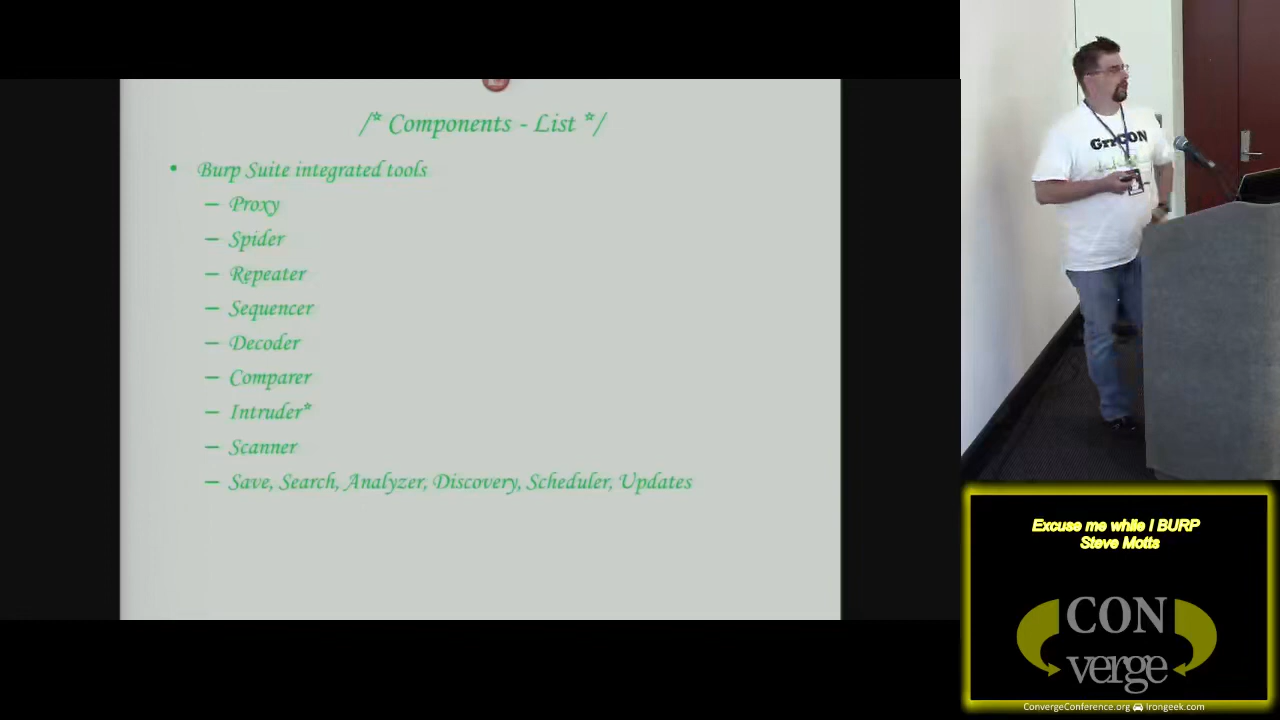 /* Components - List */
• Burp Suite integrated tools
– Proxy
– Spider
– Repeater
– Sequencer
– Decoder
– Comparer
– Intruder*
– Scanner
– Save, Search, Analyzer, Discovery, Scheduler, Updates
GrrCON
Excuse me while I BURP
Steve Motts
CON
verge
ConvergeConference.org Irongeek.com